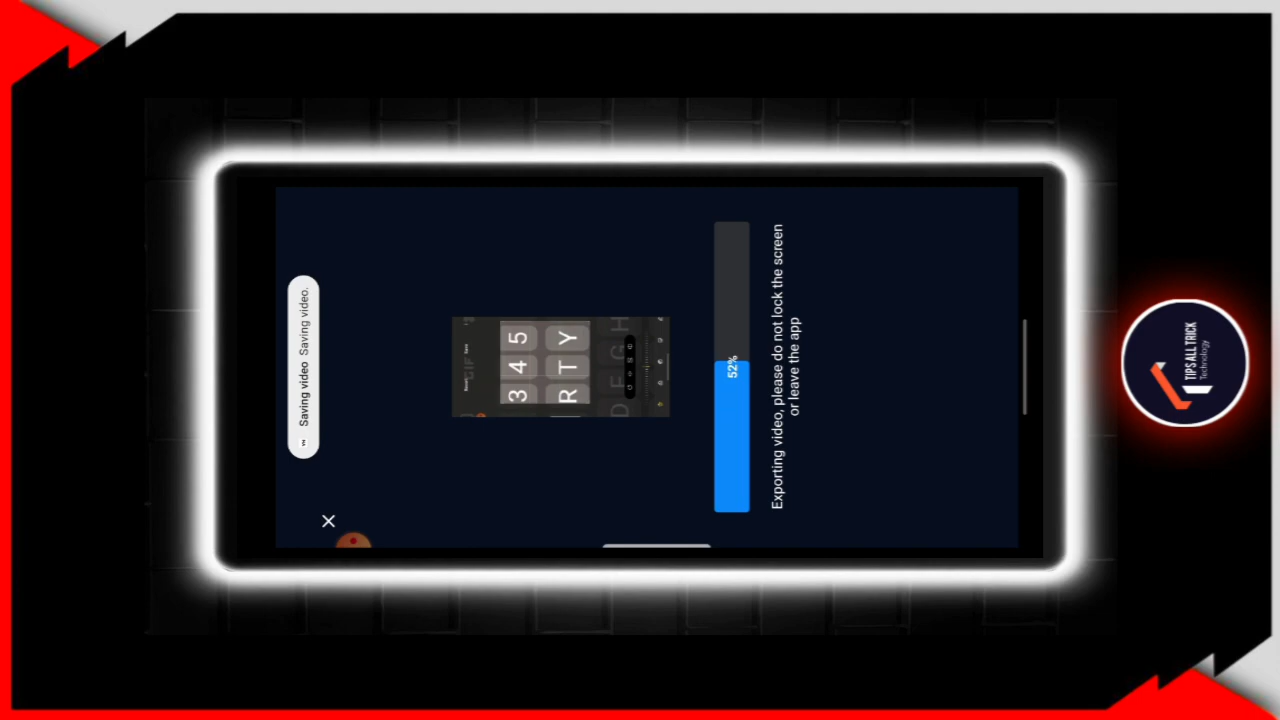 Saving video Saving video.
3 4 5
R T Y
D F G H
52%
Exporting video, please do not lock the screen
or leave the app
TIPS ALL TRICK
Technology